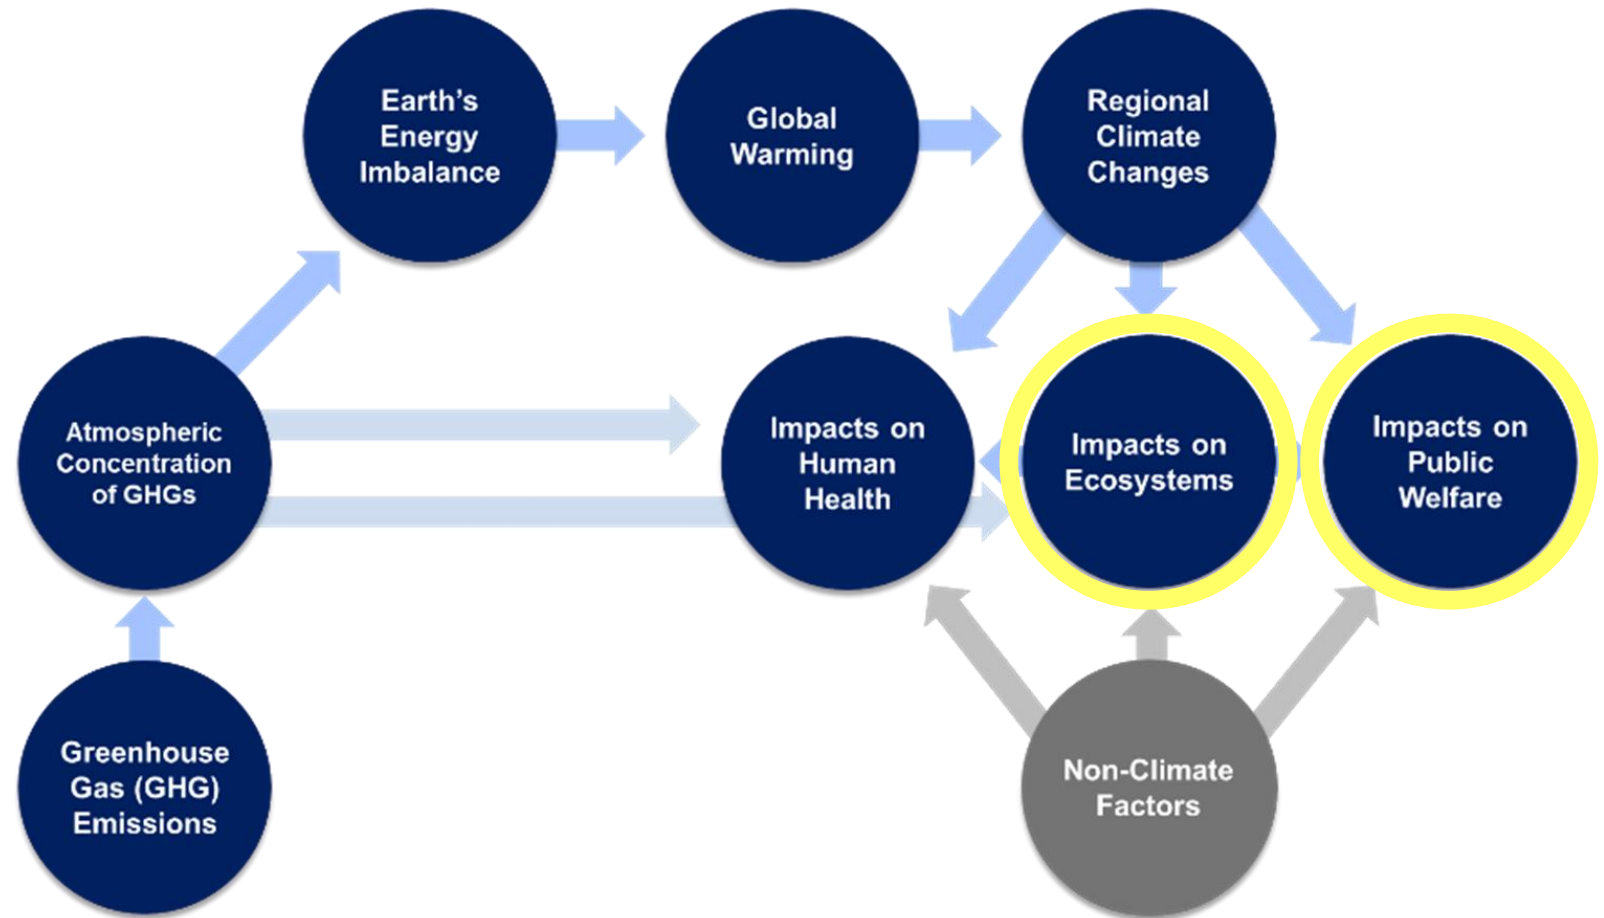 Earth’s
Energy
Imbalance
Global
Warming
Regional
Climate
Changes
Atmospheric
Concentration
of GHGs
Impacts on
Human
Health
Impacts on
Ecosystems
Impacts on
Public
Welfare
Greenhouse
Gas (GHG)
Emissions
Non-Climate
Factors